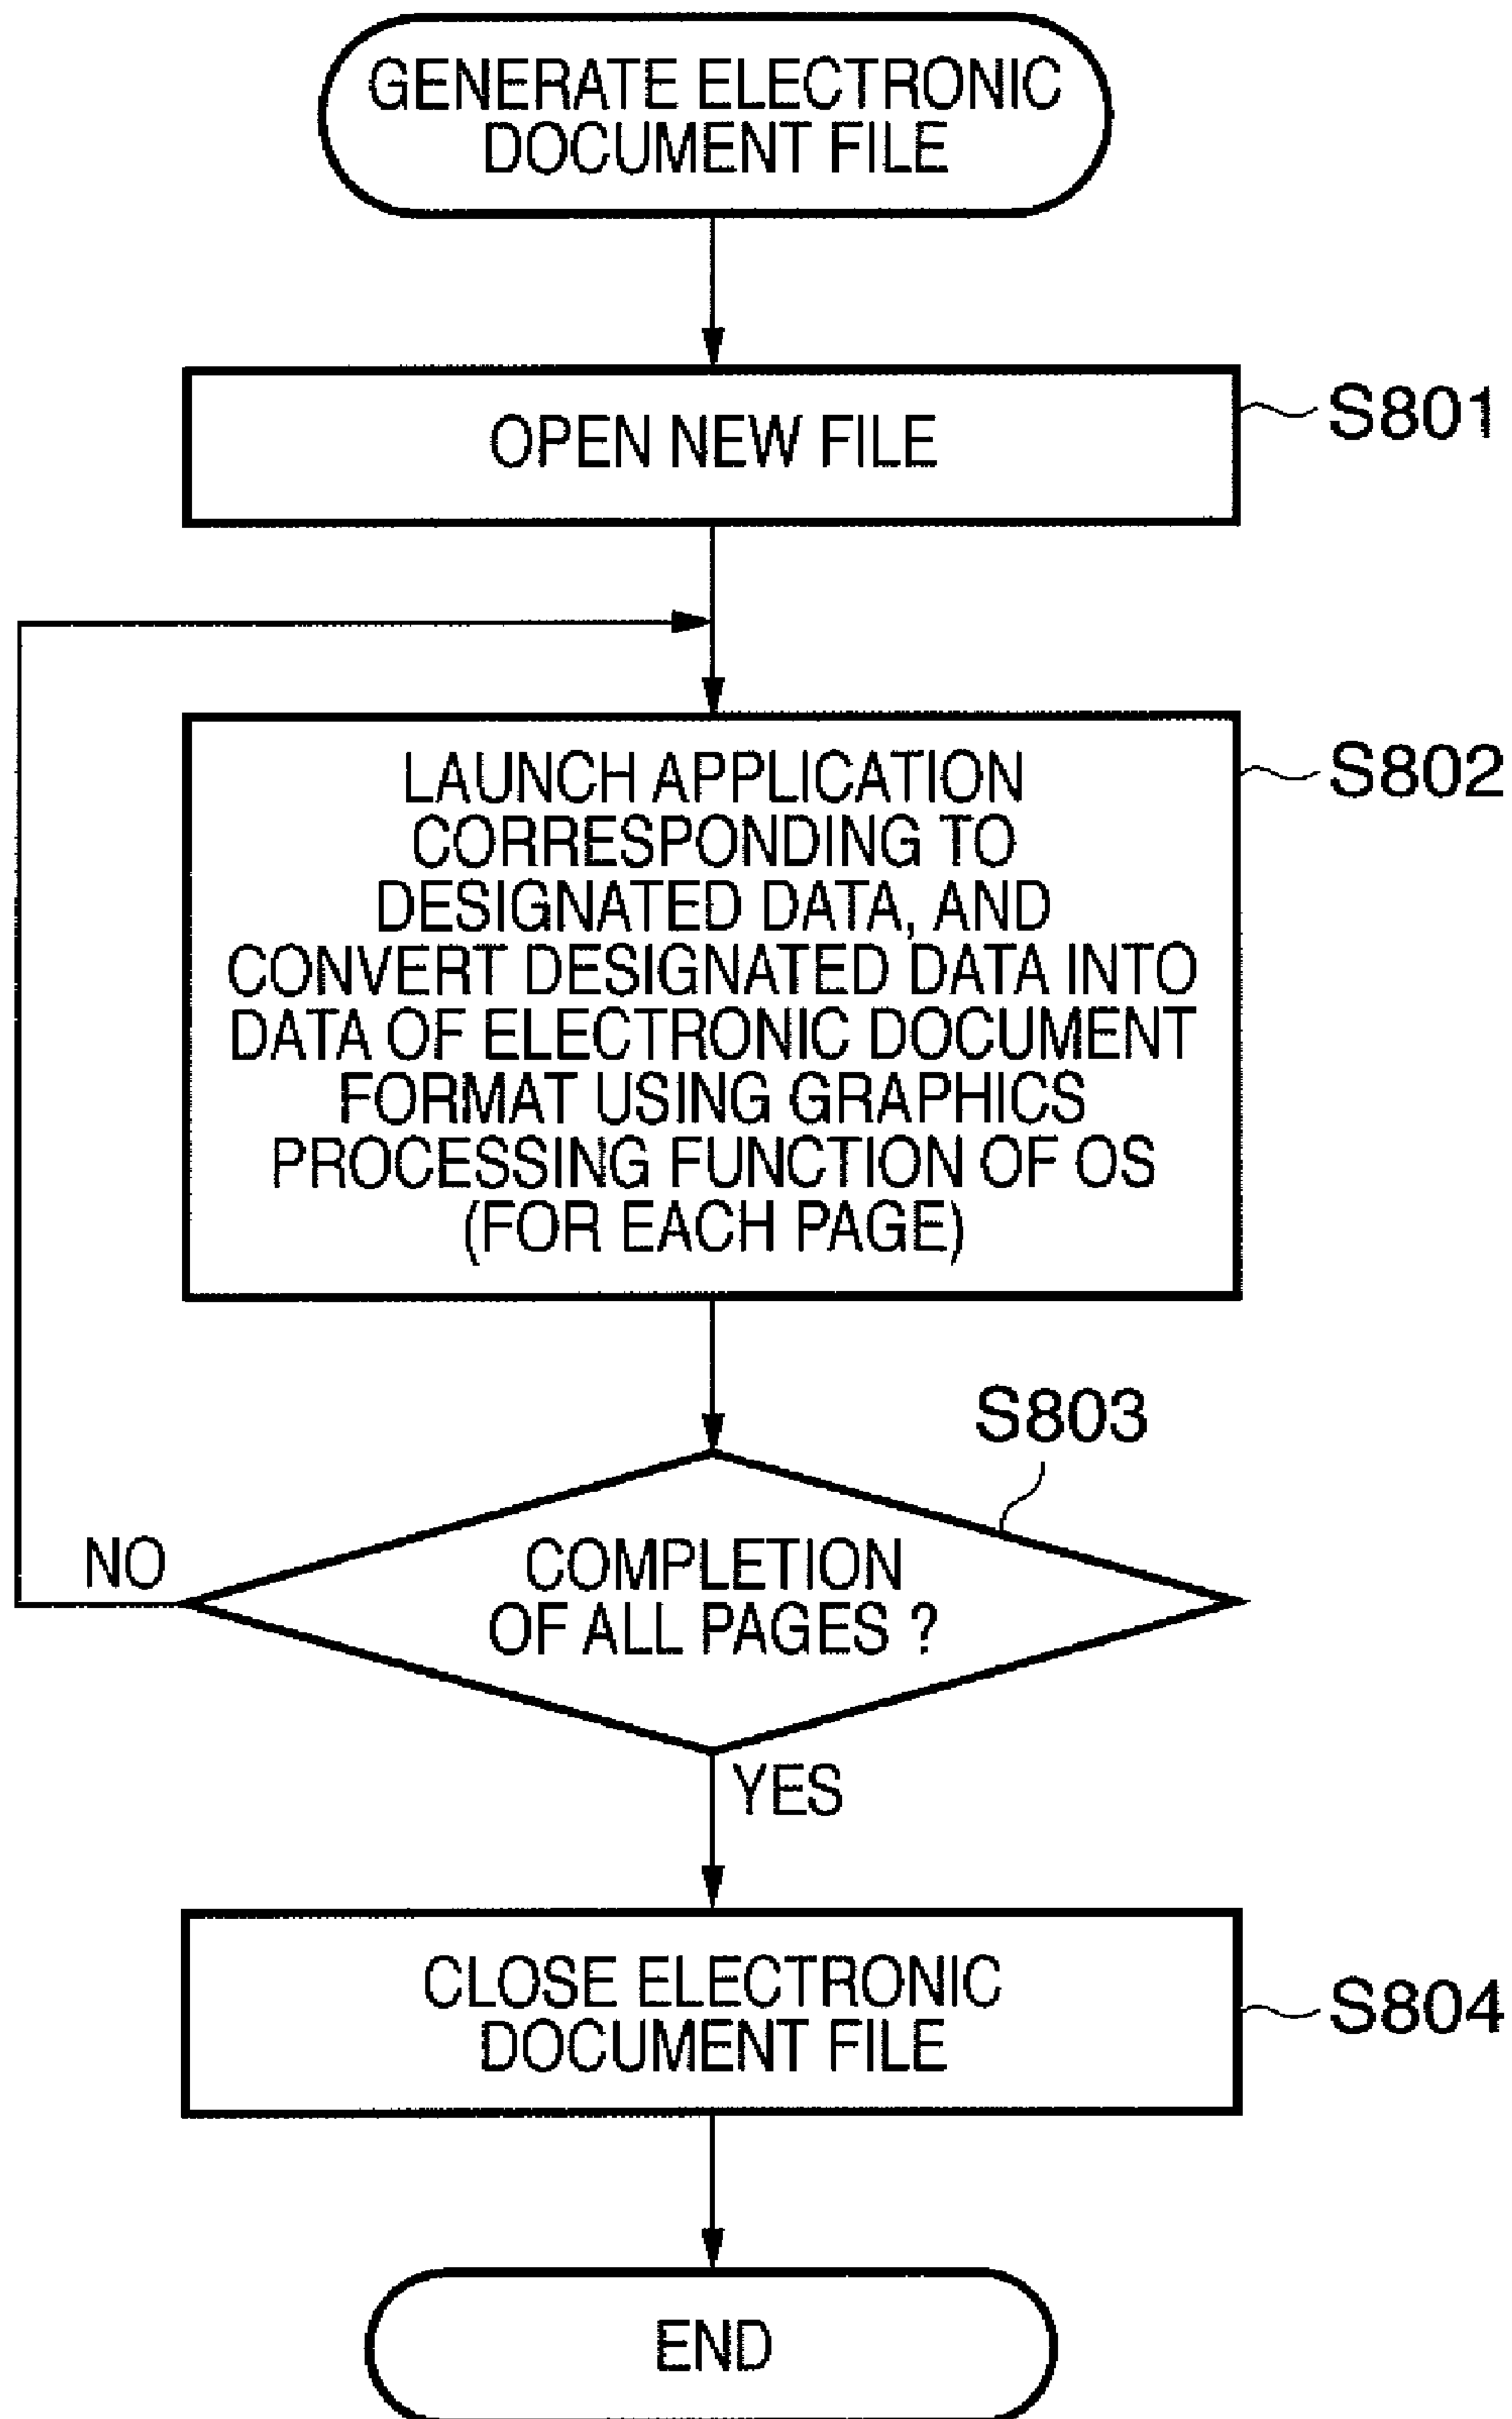 GENERATE ELECTRONIC
DOCUMENT FILE
OPEN NEW FILE
S801
LAUNCH APPLICATION
CORRESPONDING TO
DESIGNATED DATA, AND
CONVERT DESIGNATED DATA INTO
DATA OF ELECTRONIC DOCUMENT
FORMAT USING GRAPHICS
PROCESSING FUNCTION OF OS
(FOR EACH PAGE)
S802
S803
NO
COMPLETION
OF ALL PAGES ?
YES
CLOSE ELECTRONIC
DOCUMENT FILE
S804
END